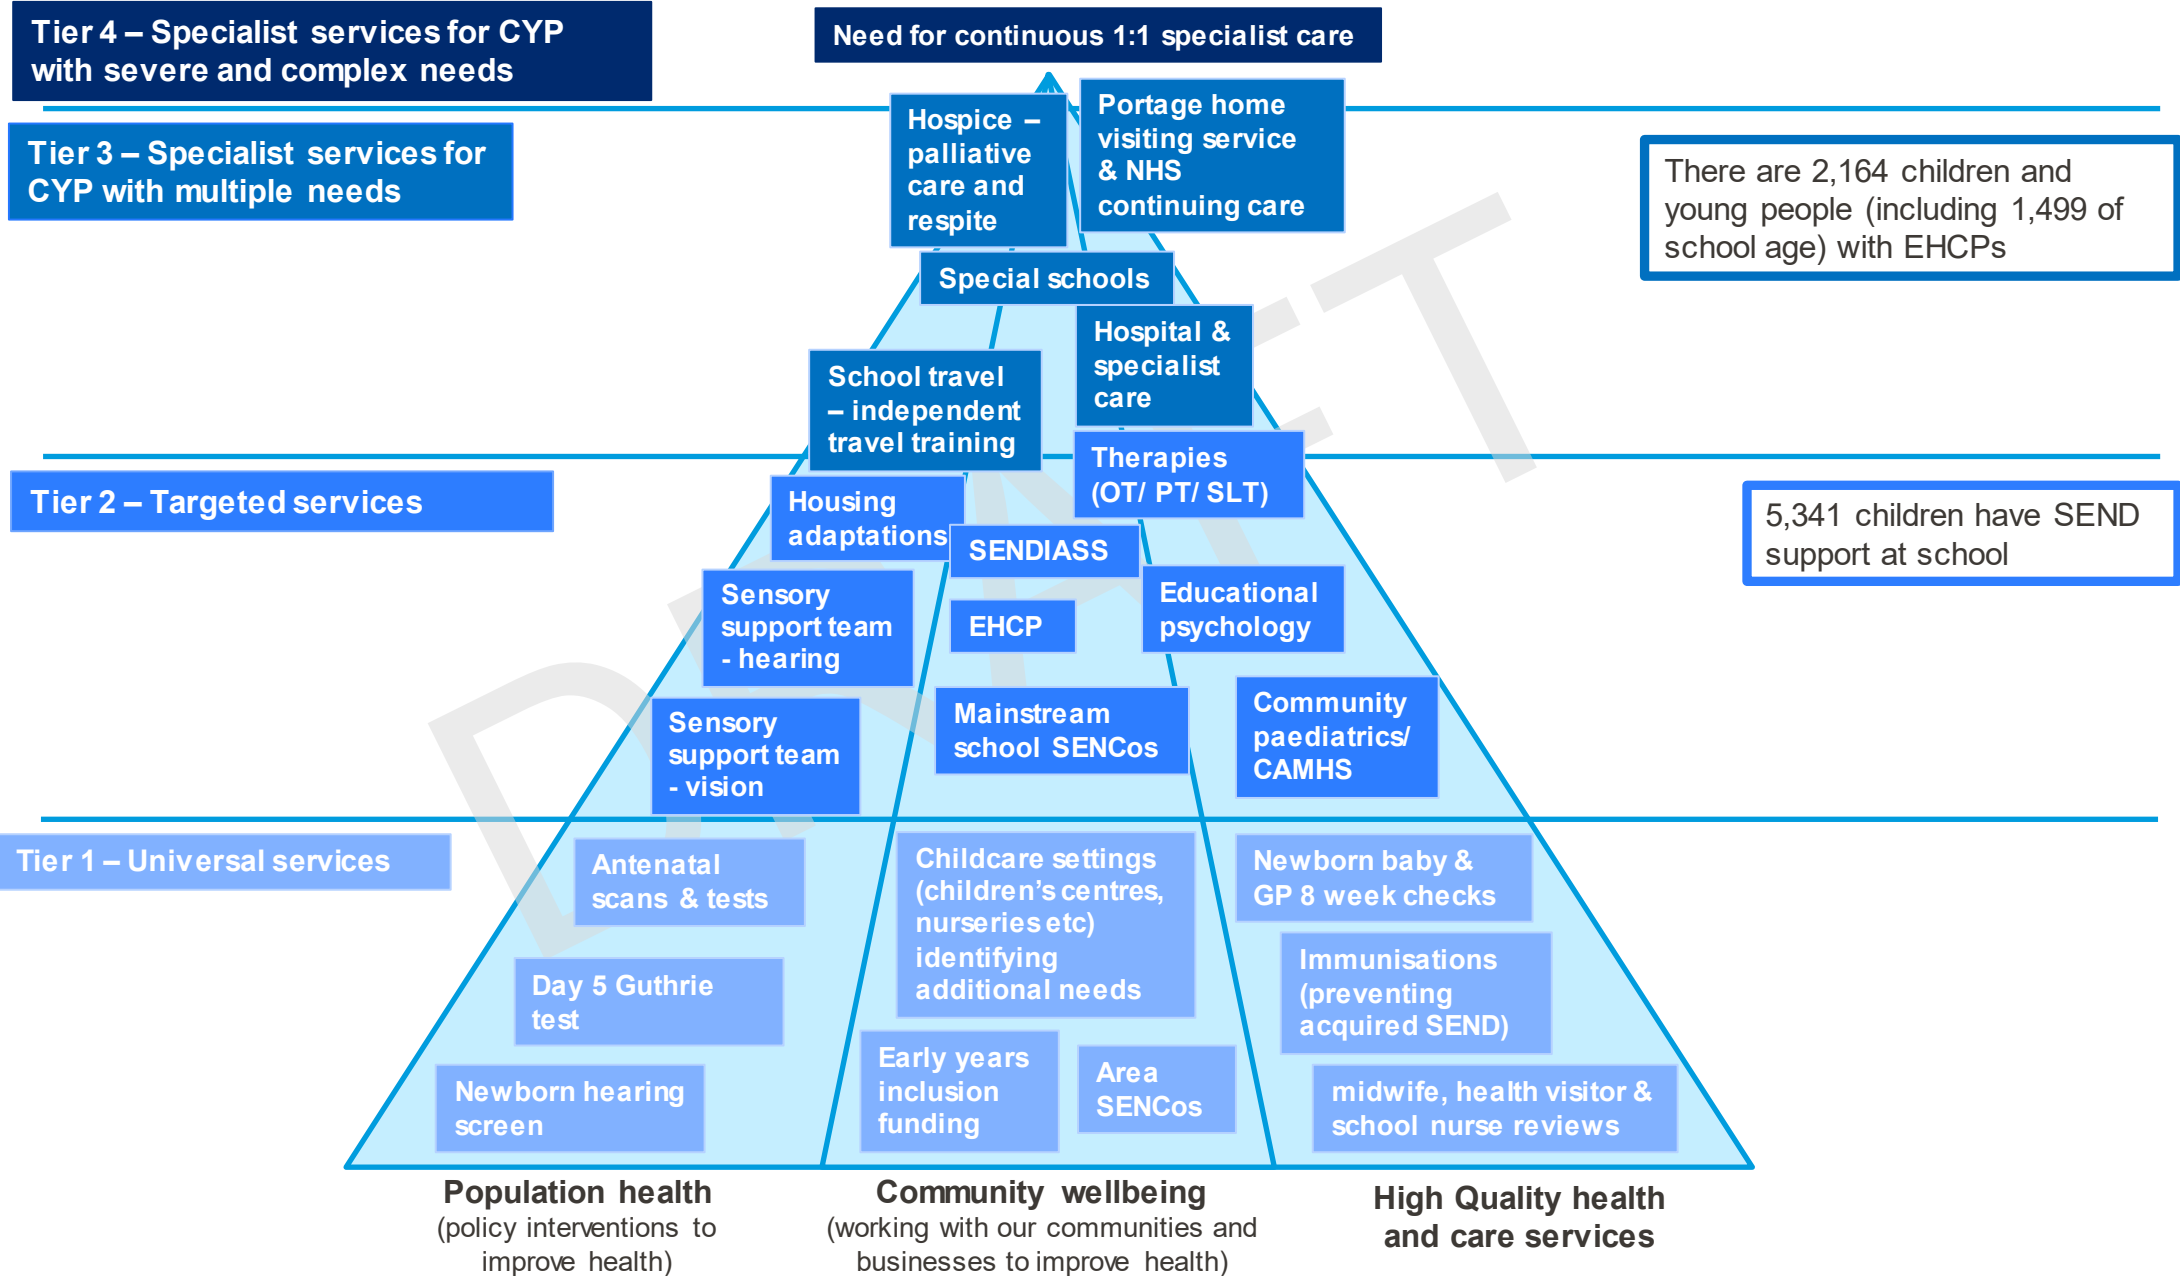 Tier 4 – Specialist services for CYP
with severe and complex needs
Need for continuous 1:1 specialist care
Tier 3 – Specialist services for
CYP with multiple needs
Hospice –
palliative
care and
respite
Portage home
visiting service
& NHS
continuing care
There are 2,164 children and
young people (including 1,499 of
school age) with EHCPs
Special schools
Hospital &
specialist
care
School travel
– independent
travel training
Tier 2 – Targeted services
Therapies
(OT/ PT/ SLT)
Housing
adaptations
5,341 children have SEND
support at school
SENDIASS
Sensory
support team
- hearing
EHCP
Educational
psychology
Sensory
support team
- vision
Mainstream
school SENCos
Community
paediatrics/
CAMHS
Tier 1 – Universal services
Antenatal
scans & tests
Childcare settings
(children’s centres,
nurseries etc)
identifying
additional needs
Newborn baby &
GP 8 week checks
Day 5 Guthrie
test
Immunisations
(preventing
acquired SEND)
Newborn hearing
screen
Early years
inclusion
funding
Area
SENCos
midwife, health visitor &
school nurse reviews
Population health
(policy interventions to
improve health)
Community wellbeing
(working with our communities and
businesses to improve health)
High Quality health
and care services
DRAFT